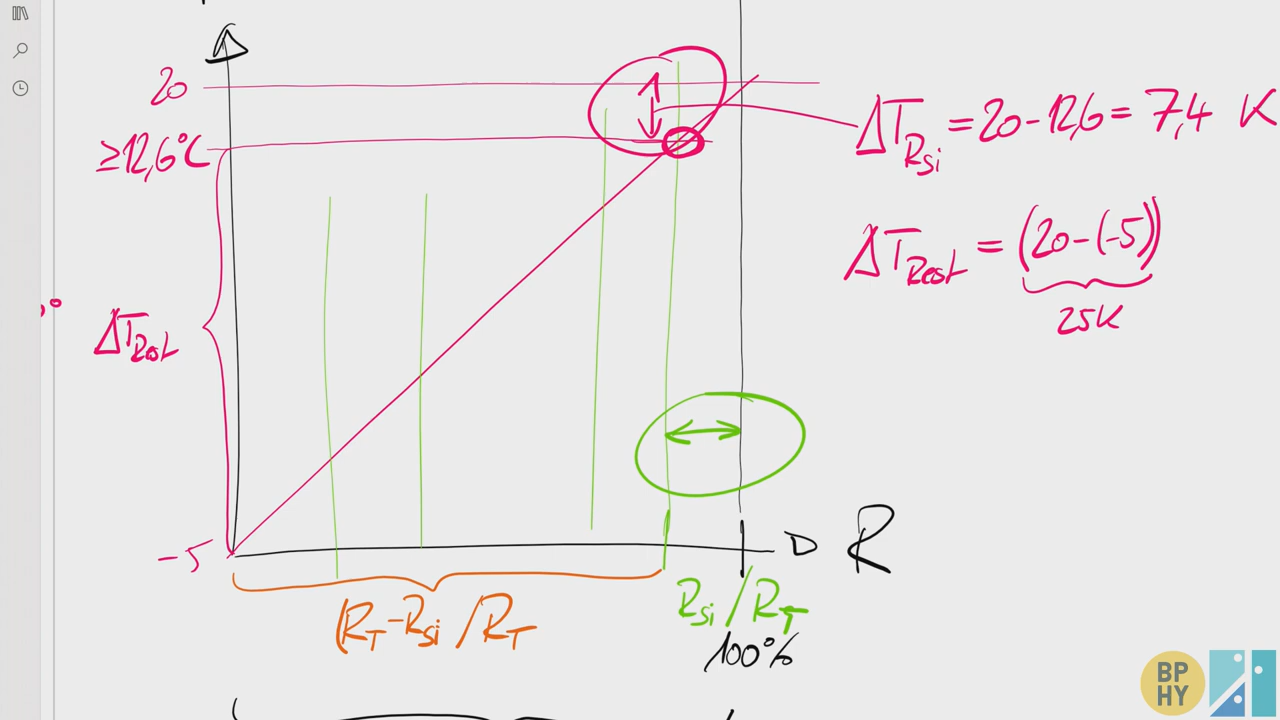 20
≥12,6°C
ΔT_Rest
-5
ΔT_Rsi = 20-12,6 = 7,4 K
ΔT_Rest = (20-(-5))
25K
R
(R_T-R_si/R_T
R_si/R_T
100%
BP
HY